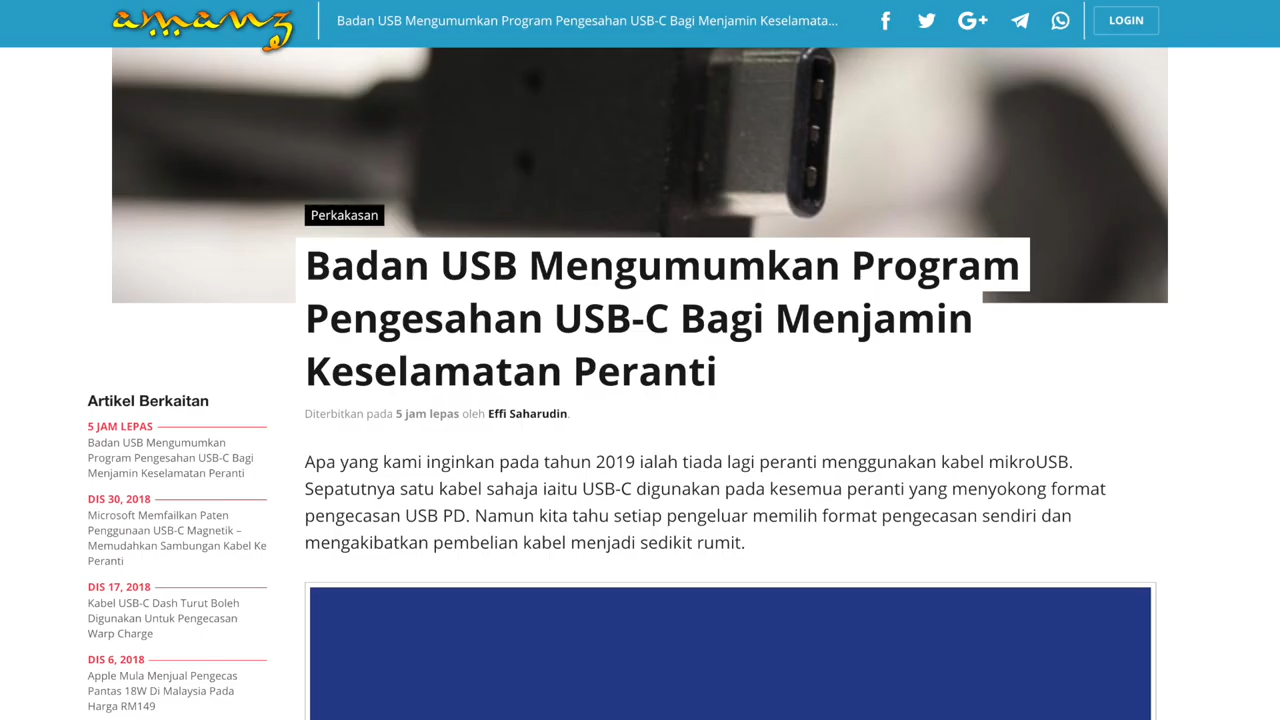 amanz
Badan USB Mengumumkan Program Pengesahan USB-C Bagi Menjamin Keselamata...
G+
LOGIN
Perkakasan
Badan USB Mengumumkan Program
Pengesahan USB-C Bagi Menjamin
Keselamatan Peranti
Diterbitkan pada 5 jam lepas oleh Effi Saharudin.
Artikel Berkaitan
5 JAM LEPAS
Badan USB Mengumumkan
Program Pengesahan USB-C Bagi
Menjamin Keselamatan Peranti
DIS 30, 2018
Microsoft Memfailkan Paten
Penggunaan USB-C Magnetik –
Memudahkan Sambungan Kabel Ke
Peranti
DIS 17, 2018
Kabel USB-C Dash Turut Boleh
Digunakan Untuk Pengecasan
Warp Charge
DIS 6, 2018
Apple Mula Menjual Pengecas
Pantas 18W Di Malaysia Pada
Harga RM149
Apa yang kami inginkan pada tahun 2019 ialah tiada lagi peranti menggunakan kabel mikroUSB.
Sepatutnya satu kabel sahaja iaitu USB-C digunakan pada kesemua peranti yang menyokong format
pengecasan USB PD. Namun kita tahu setiap pengeluar memilih format pengecasan sendiri dan
mengakibatkan pembelian kabel menjadi sedikit rumit.